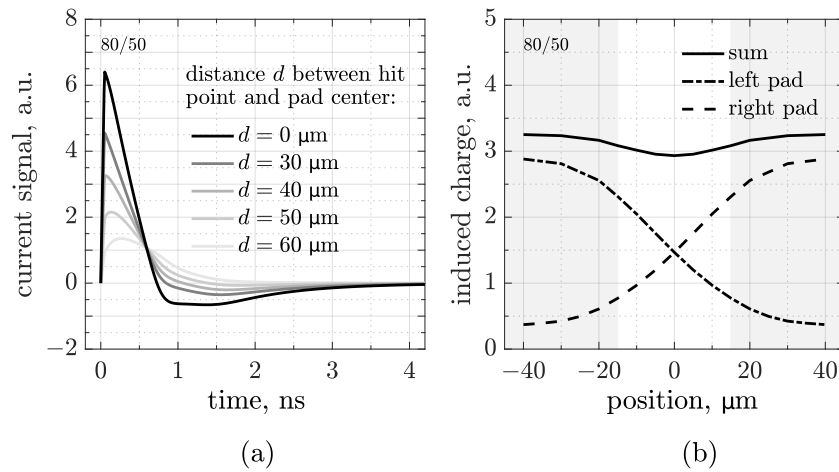 80/50
distance d between hit
point and pad center:
d = 0 μm
d = 30 μm
d = 40 μm
d = 50 μm
d = 60 μm
8
6
4
2
0
−2
0
1
2
3
4
current signal, a.u.
time, ns
(a)
80/50
sum
left pad
right pad
5
4
3
2
1
0
−40
−20
0
20
40
induced charge, a.u.
position, μm
(b)